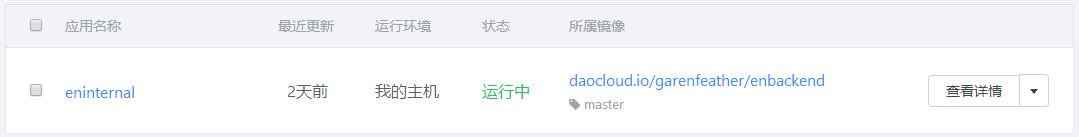 应用名称 最近更新 运行环境 状态 所属镜像
eninternal 2天前 我的主机 运行中 daocloud.io/garenfeather/enbackend 查看详情
master